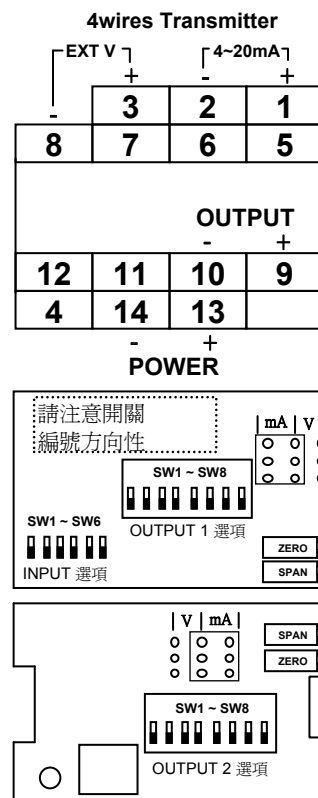 4wires Transmitter
EXT V 4~20mA
+ - +
- 3 2 1
8 7 6 5
OUTPUT
- +
12 11 10 9
4 14 13
- +
POWER
請注意開關
編號方向性
mA V
SW1 ~ SW8
SW1 ~ SW6
OUTPUT 1 選項
INPUT 選項
ZERO
SPAN
V mA
SPAN
ZERO
SW1 ~ SW8
OUTPUT 2 選項